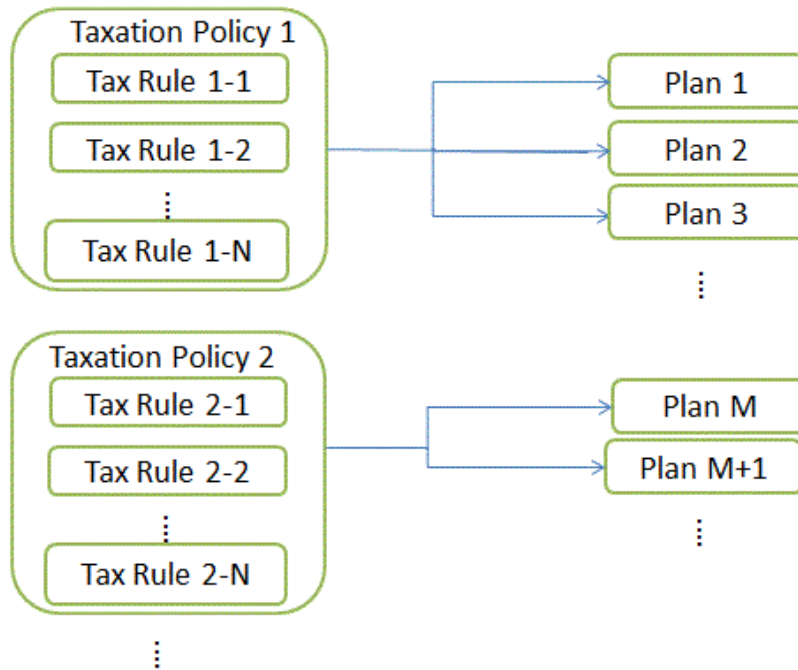 Taxation Policy 1
Tax Rule 1-1
Tax Rule 1-2
Tax Rule 1-N
Plan 1
Plan 2
Plan 3
Taxation Policy 2
Tax Rule 2-1
Tax Rule 2-2
Tax Rule 2-N
Plan M
Plan M+1